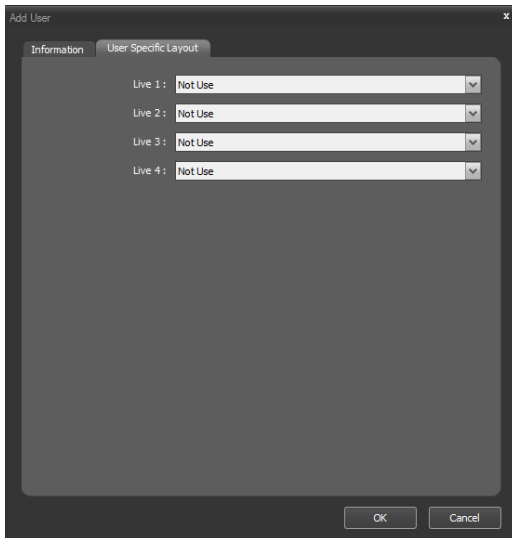 Add User x
Information User Specific Layout
Live 1 : Not Use
Live 2 : Not Use
Live 3 : Not Use
Live 4 : Not Use
OK Cancel